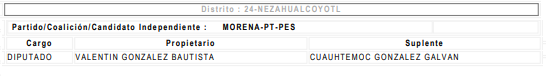 Distrito : 24-NEZAHUALCOYOTL
Partido/Coalición/Candidato Independiente : MORENA-PT-PES
Cargo Propietario Suplente
DIPUTADO VALENTIN GONZALEZ BAUTISTA CUAUHTEMOC GONZALEZ GALVAN